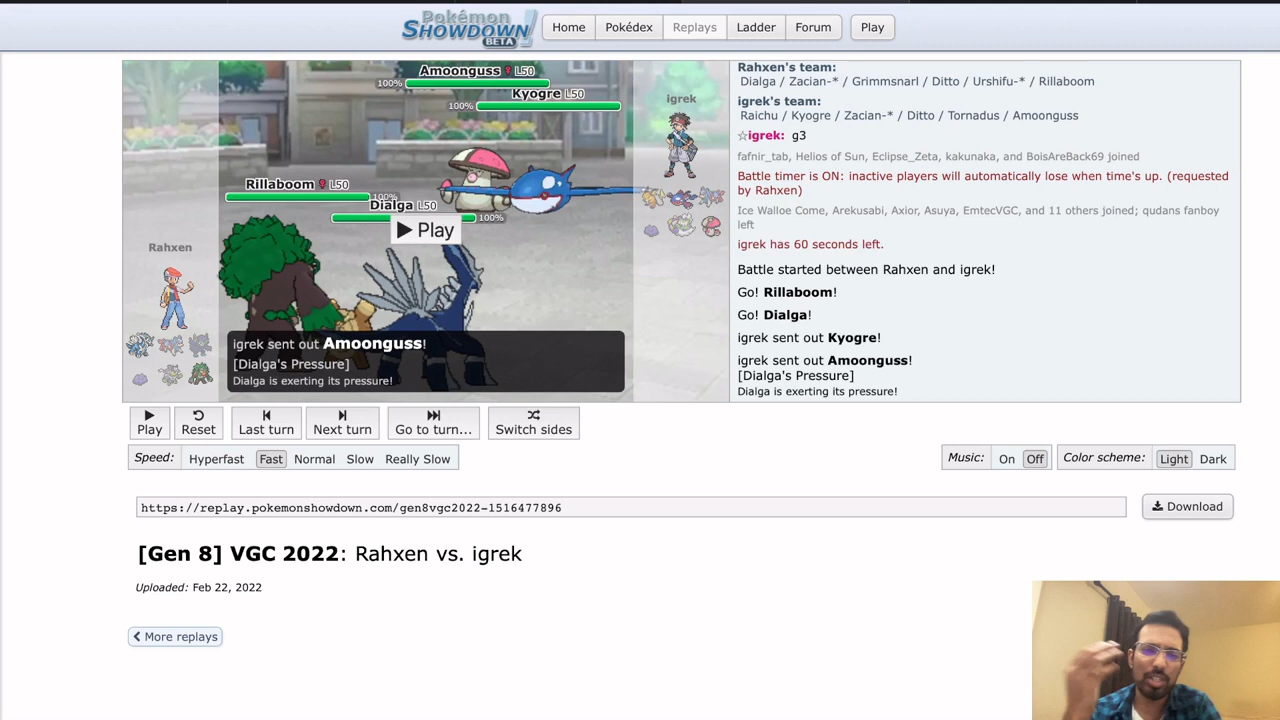 Pokémon
SHOWDOWN!
BETA
Home
Pokédex
Replays
Ladder
Forum
Play
Amoonguss L50
100%
Kyogre L50
100%
Rillaboom L50
100%
Dialga L50
100%
Play
igrek
Rahxen
igrek sent out Amoonguss!
[Dialga's Pressure]
Dialga is exerting its pressure!
Rahxen's team:
Dialga / Zacian-* / Grimmsnarl / Ditto / Urshifu-* / Rillaboom
igrek's team:
Raichu / Kyogre / Zacian-* / Ditto / Tornadus / Amoonguss
☆igrek: g3
fafnir_tab, Helios of Sun, Eclipse_Zeta, kakunaka, and BoisAreBack69 joined
Battle timer is ON: inactive players will automatically lose when time's up. (requested
by Rahxen)
Ice Walloe Come, Arekusabi, Axior, Asuya, EmtecVGC, and 11 others joined; qudans fanboy
left
igrek has 60 seconds left.
Battle started between Rahxen and igrek!
Go! Rillaboom!
Go! Dialga!
igrek sent out Kyogre!
igrek sent out Amoonguss!
[Dialga's Pressure]
Dialga is exerting its pressure!
Play
Reset
Last turn
Next turn
Go to turn...
Switch sides
Speed: Hyperfast Fast Normal Slow Really Slow
Music: On Off
Color scheme: Light Dark
https://replay.pokemonshowdown.com/gen8vgc2022-1516477896
Download
[Gen 8] VGC 2022: Rahxen vs. igrek
Uploaded: Feb 22, 2022
More replays